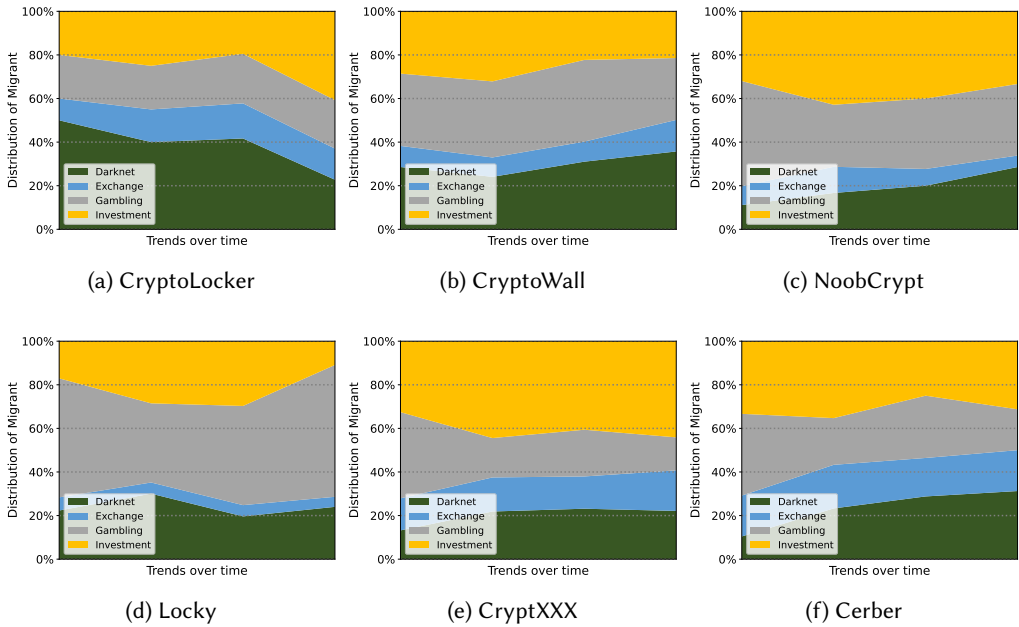 100%
80%
60%
40%
20%
0%
Distribution of Migrant
Darknet
Exchange
Gambling
Investment
Trends over time
(a) CryptoLocker
100%
80%
60%
40%
20%
0%
Distribution of Migrant
Darknet
Exchange
Gambling
Investment
Trends over time
(b) CryptoWall
100%
80%
60%
40%
20%
0%
Distribution of Migrant
Darknet
Exchange
Gambling
Investment
Trends over time
(c) NoobCrypt
100%
80%
60%
40%
20%
0%
Distribution of Migrant
Darknet
Exchange
Gambling
Investment
Trends over time
(d) Locky
100%
80%
60%
40%
20%
0%
Distribution of Migrant
Darknet
Exchange
Gambling
Investment
Trends over time
(e) CryptXXX
100%
80%
60%
40%
20%
0%
Distribution of Migrant
Darknet
Exchange
Gambling
Investment
Trends over time
(f) Cerber